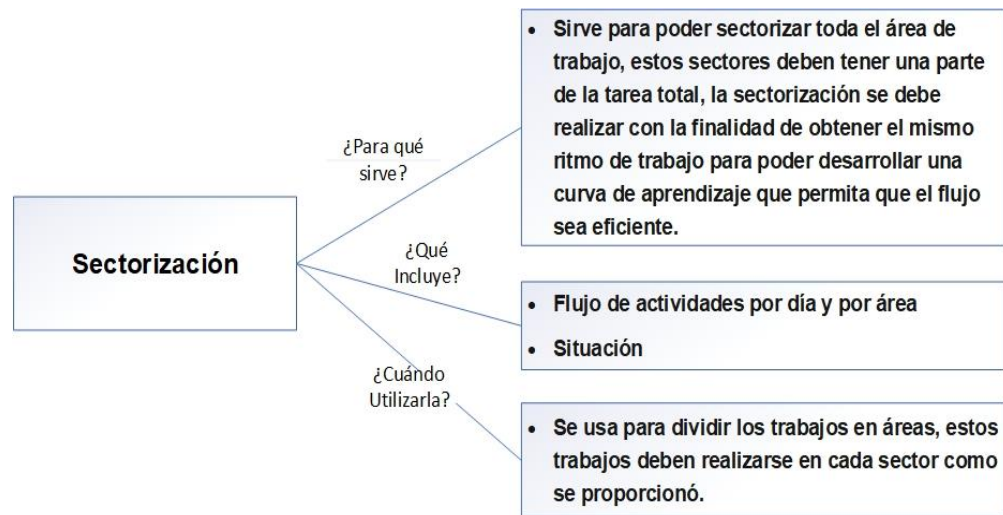 Sectorización
¿Para qué
sirve?
• Sirve para poder sectorizar toda el área de
trabajo, estos sectores deben tener una parte
de la tarea total, la sectorización se debe
realizar con la finalidad de obtener el mismo
ritmo de trabajo para poder desarrollar una
curva de aprendizaje que permita que el flujo
sea eficiente.
¿Qué
Incluye?
• Flujo de actividades por día y por área
• Situación
¿Cuándo
Utilizarla?
• Se usa para dividir los trabajos en áreas, estos
trabajos deben realizarse en cada sector como
se proporcionó.